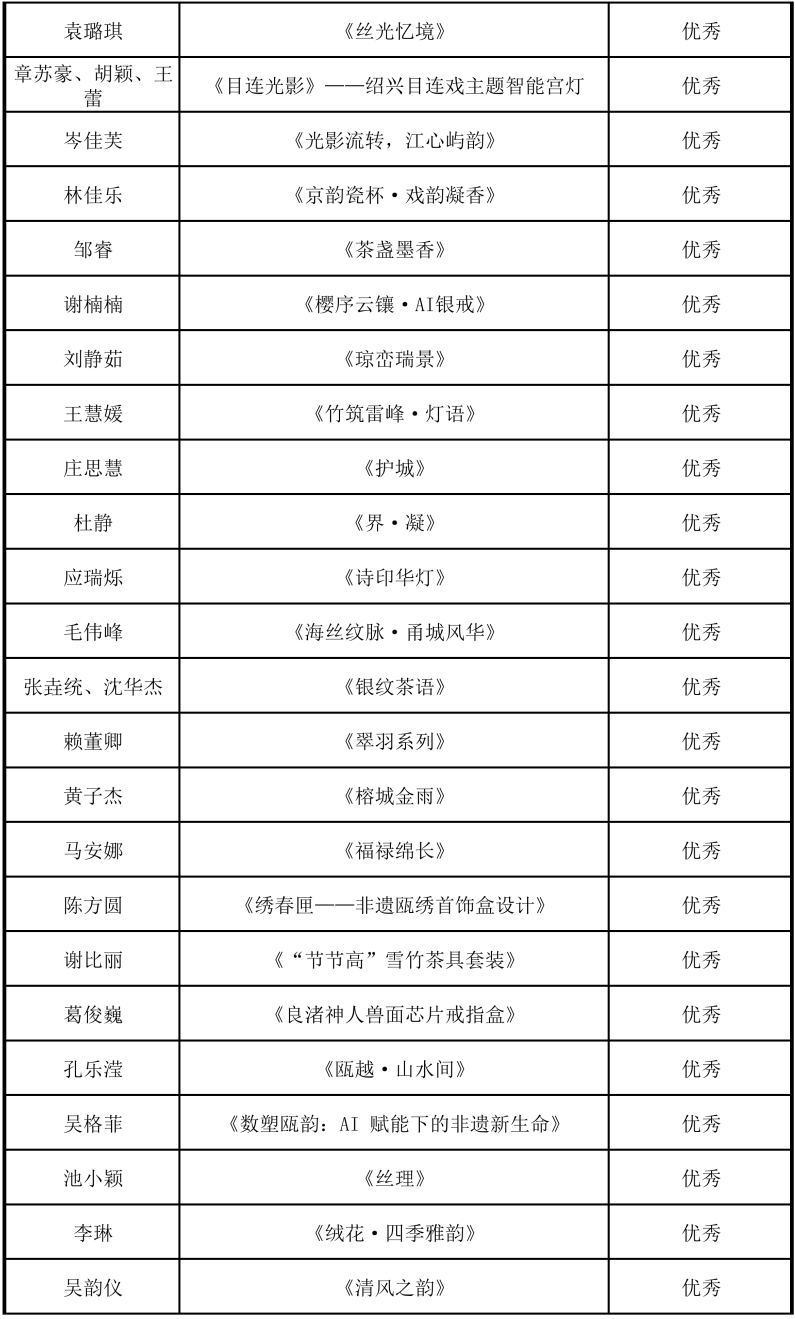 袁璐琪 《丝光忆境》 优秀
章苏豪、胡颖、王
蕾 《目连光影》——绍兴目连戏主题智能宫灯 优秀
岑佳芙 《光影流转，江心屿韵》 优秀
林佳乐 《京韵瓷杯·戏韵凝香》 优秀
邹睿 《茶盏墨香》 优秀
谢楠楠 《樱序云镶·AI银戒》 优秀
刘静茹 《琼峦瑞景》 优秀
王慧媛 《竹筑雷峰·灯语》 优秀
庄思慧 《护城》 优秀
杜静 《界·凝》 优秀
应瑞烁 《诗印华灯》 优秀
毛伟峰 《海丝纹脉·甬城风华》 优秀
张垚统、沈华杰 《银纹茶语》 优秀
赖董卿 《翠羽系列》 优秀
黄子杰 《榕城金雨》 优秀
马安娜 《福禄绵长》 优秀
陈方圆 《绣春匣——非遗瓯绣首饰盒设计》 优秀
谢比丽 《“节节高”雪竹茶具套装》 优秀
葛俊巍 《良渚神人兽面芯片戒指盒》 优秀
孔乐滢 《瓯越·山水间》 优秀
吴格菲 《数塑瓯韵：AI 赋能下的非遗新生命》 优秀
池小颖 《丝理》 优秀
李琳 《绒花·四季雅韵》 优秀
吴韵仪 《清风之韵》 优秀